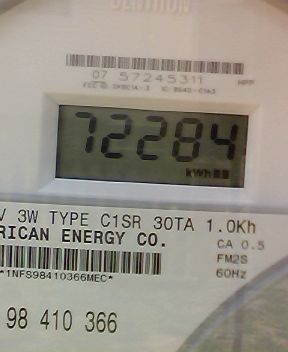 CENTRON
07 57245311
72284
kWh
V 3W TYPE C1SR 30TA 1.0Kh
RICAN ENERGY CO.
CA 0.5
FM2S
60Hz
*1NFS98410366MEC*
98 410 366